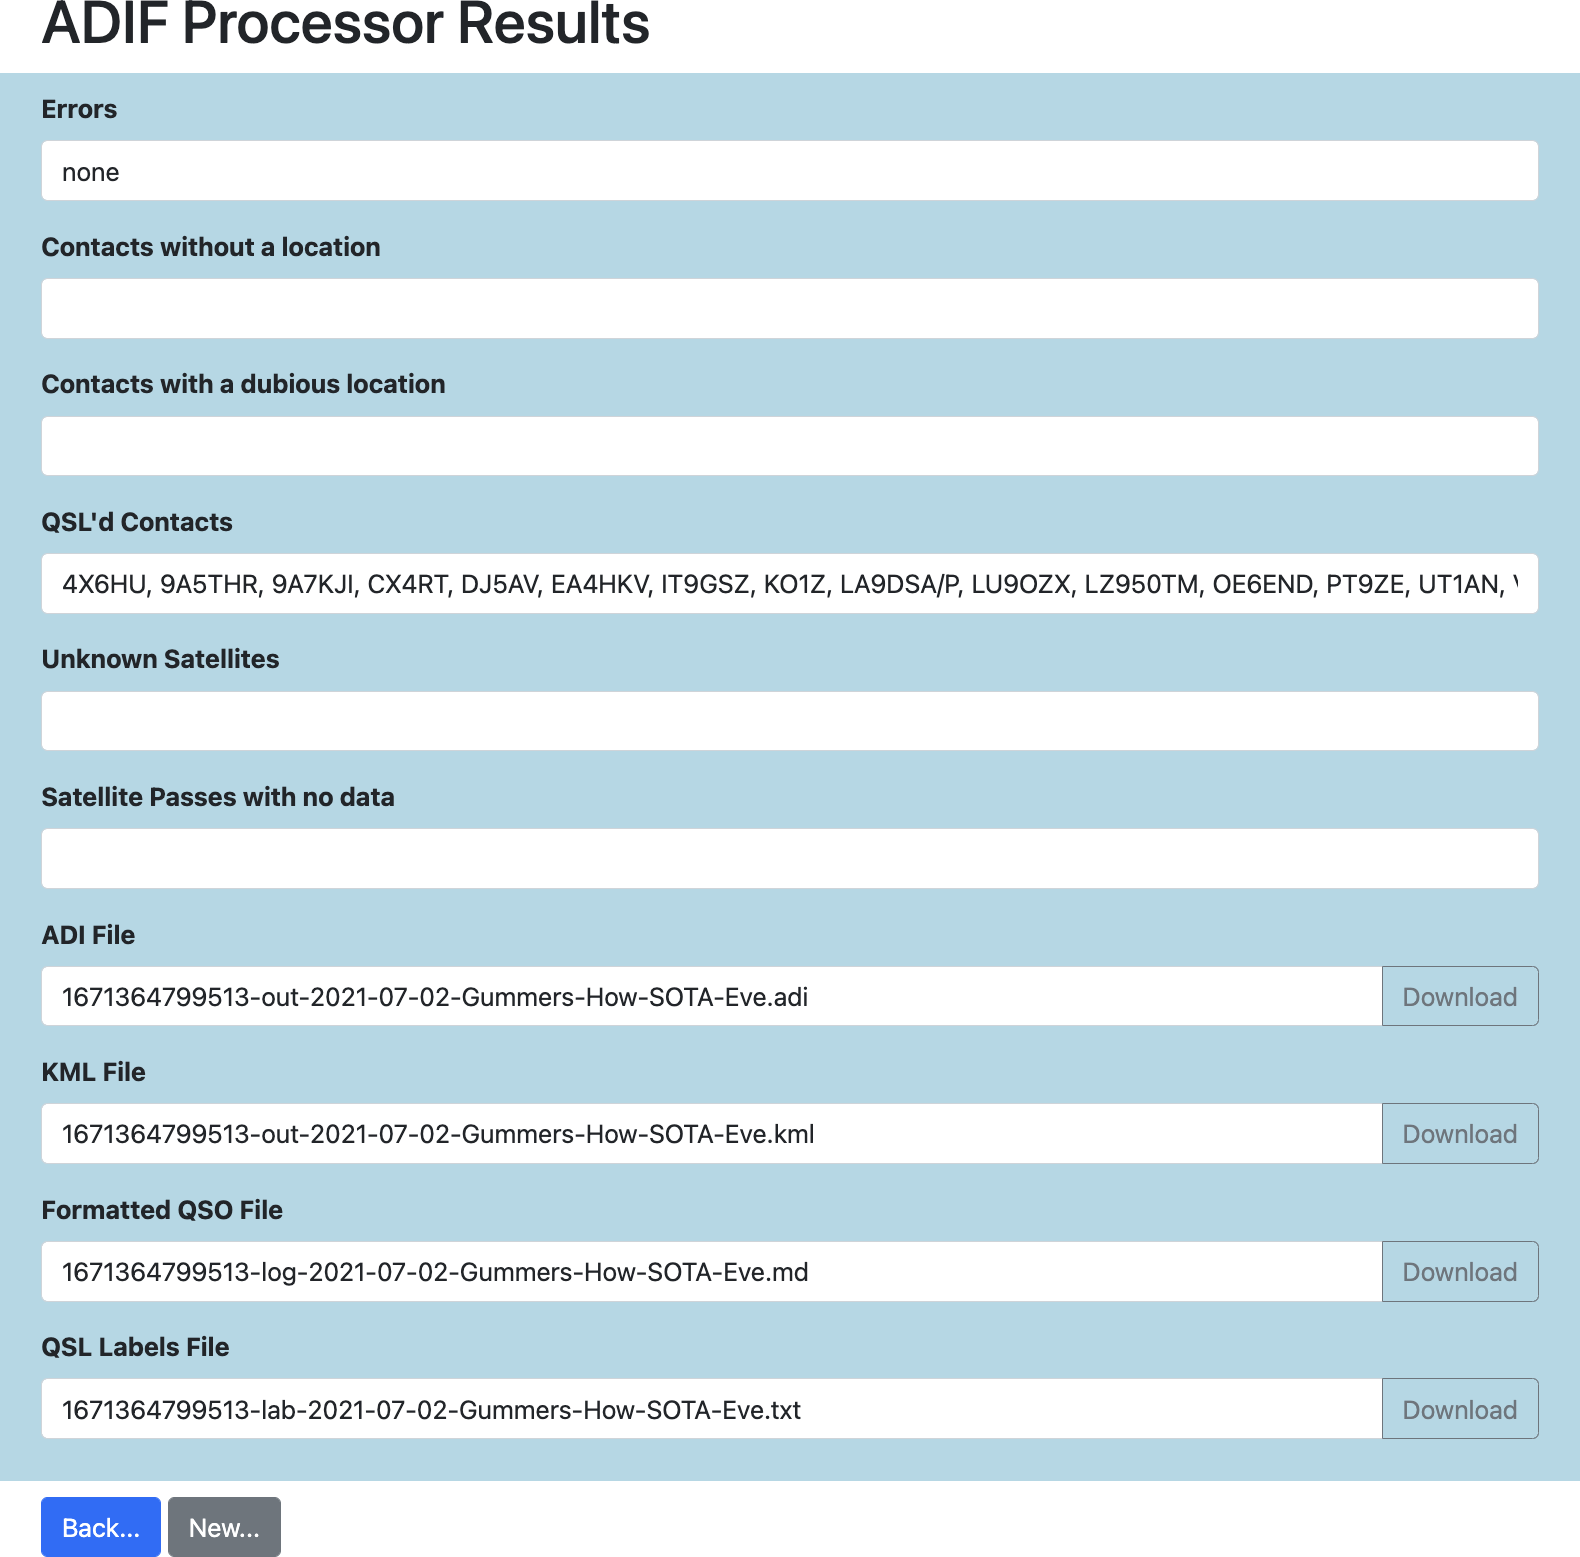 ADIF Processor Results
Errors
none
Contacts without a location
Contacts with a dubious location
QSL'd Contacts
4X6HU, 9A5THR, 9A7KJI, CX4RT, DJ5AV, EA4HKV, IT9GSZ, KO1Z, LA9DSA/P, LU9OZX, LZ950TM, OE6END, PT9ZE, UT1AN,
Unknown Satellites
Satellite Passes with no data
ADI File
1671364799513-out-2021-07-02-Gummers-How-SOTA-Eve.adi Download
KML File
1671364799513-out-2021-07-02-Gummers-How-SOTA-Eve.kml Download
Formatted QSO File
1671364799513-log-2021-07-02-Gummers-How-SOTA-Eve.md Download
QSL Labels File
1671364799513-lab-2021-07-02-Gummers-How-SOTA-Eve.txt Download
Back... New...